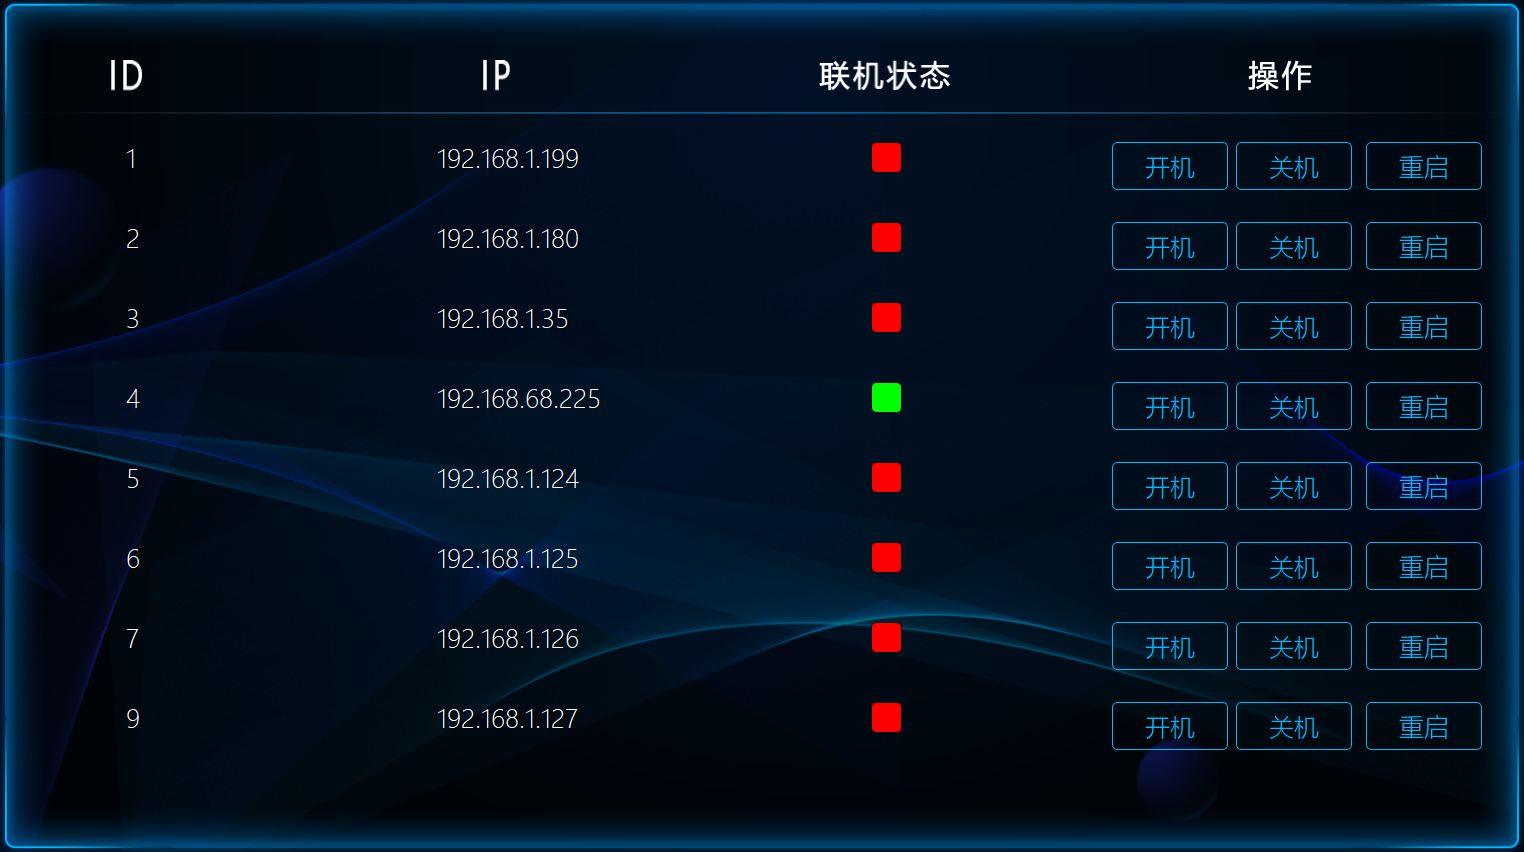 ID IP 联机状态 操作
1 192.168.1.199 开机 关机 重启
2 192.168.1.180 开机 关机 重启
3 192.168.1.35 开机 关机 重启
4 192.168.68.225 开机 关机 重启
5 192.168.1.124 开机 关机 重启
6 192.168.1.125 开机 关机 重启
7 192.168.1.126 开机 关机 重启
9 192.168.1.127 开机 关机 重启